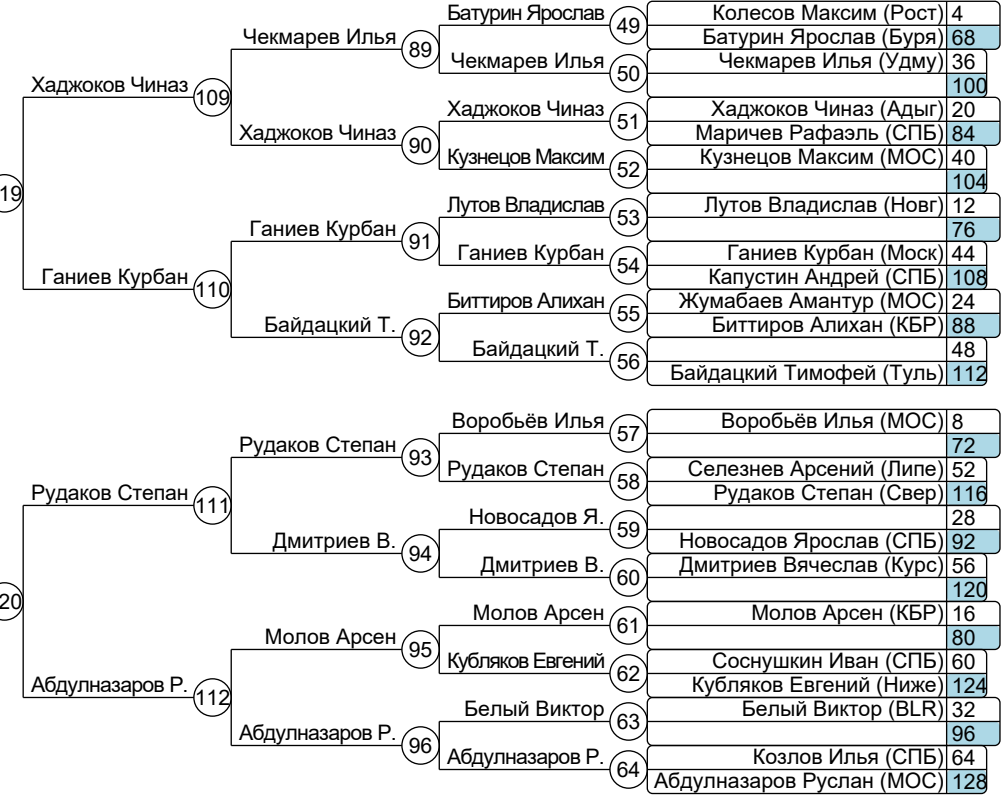 Батурин Ярослав 49 Колесов Максим (Рост) 4
Чекмарев Илья 89 Батурин Ярослав (Буря) 68
Чекмарев Илья 50 Чекмарев Илья (Удму) 36
100
Хаджоков Чиназ 109 Хаджоков Чиназ 51 Хаджоков Чиназ (Адыг) 20
Хаджоков Чиназ 90 Маричев Рафаэль (СПБ) 84
Кузнецов Максим 52 Кузнецов Максим (МОС) 40
104
19 Лутов Владислав 53 Лутов Владислав (Новг) 12
Ганиев Курбан 91 76
Ганиев Курбан 54 Ганиев Курбан (Моск) 44
Ганиев Курбан 110 Капустин Андрей (СПБ) 108
Биттиров Алихан 55 Жумабаев Амантур (МОС) 24
Байдацкий Т. 92 Биттиров Алихан (КБР) 88
Байдацкий Т. 56 48
Байдацкий Тимофей (Туль) 112
Воробьёв Илья 57 Воробьёв Илья (МОС) 8
Рудаков Степан 93 72
Рудаков Степан 58 Селезнев Арсений (Липе) 52
Рудаков Степан 111 Рудаков Степан (Свер) 116
Новосадов Я. 59 28
Дмитриев В. 94 Новосадов Ярослав (СПБ) 92
Дмитриев В. 60 Дмитриев Вячеслав (Курс) 56
120
20 Молов Арсен 61 Молов Арсен (КБР) 16
Молов Арсен 95 80
Кубляков Евгений 62 Соснушкин Иван (СПБ) 60
Абдулназаров Р. 112 Кубляков Евгений (Ниже) 124
Белый Виктор 63 Белый Виктор (BLR) 32
Абдулназаров Р. 96 96
Абдулназаров Р. 64 Козлов Илья (СПБ) 64
Абдулназаров Руслан (МОС) 128